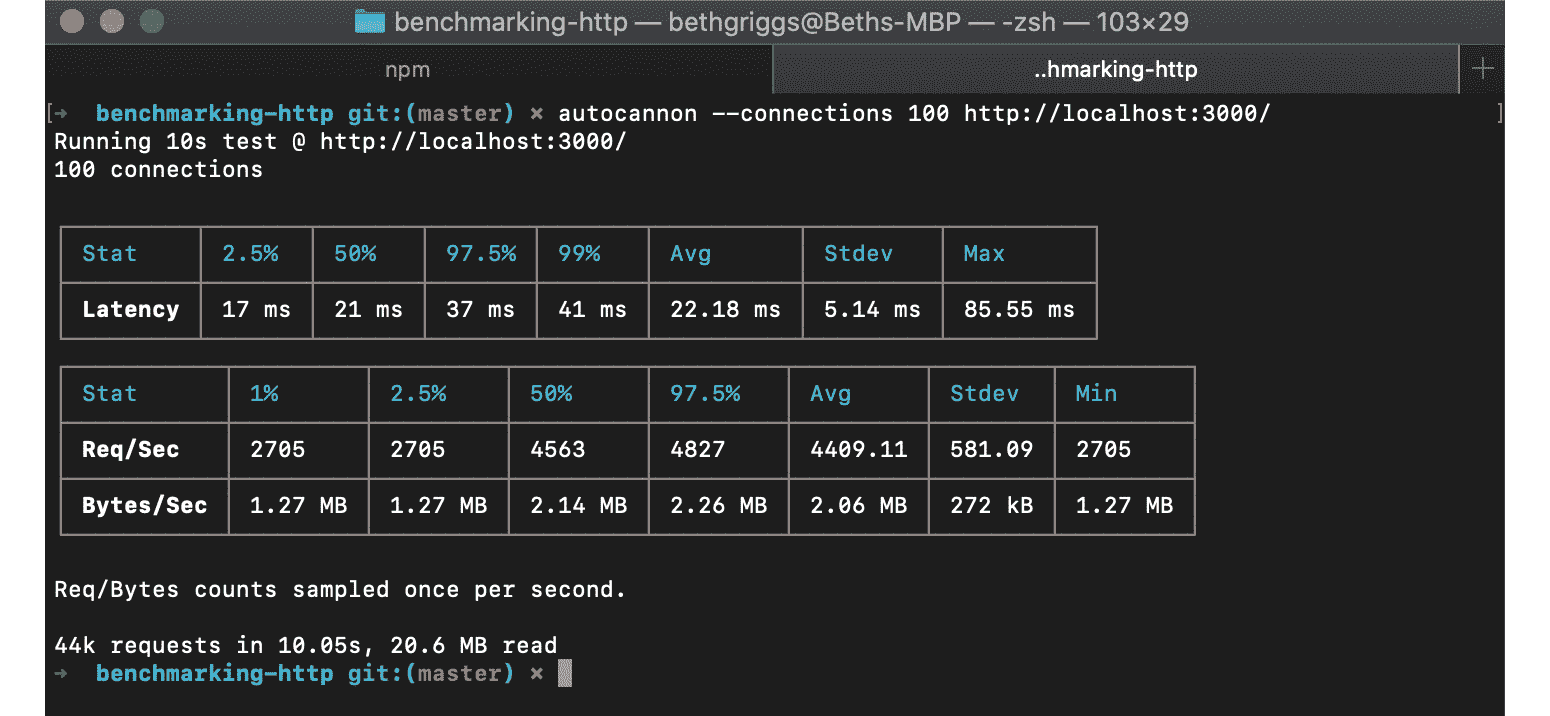 benchmarking-http — bethgriggs@Beths-MBP — -zsh — 103×29
npm ..hmarking-http +
[→ benchmarking-http git:(master) × autocannon --connections 100 http://localhost:3000/ ]
Running 10s test @ http://localhost:3000/
100 connections
Stat 2.5% 50% 97.5% 99% Avg Stdev Max
Latency 17 ms 21 ms 37 ms 41 ms 22.18 ms 5.14 ms 85.55 ms
Stat 1% 2.5% 50% 97.5% Avg Stdev Min
Req/Sec 2705 2705 4563 4827 4409.11 581.09 2705
Bytes/Sec 1.27 MB 1.27 MB 2.14 MB 2.26 MB 2.06 MB 272 kB 1.27 MB
Req/Bytes counts sampled once per second.
44k requests in 10.05s, 20.6 MB read
→ benchmarking-http git:(master) ×